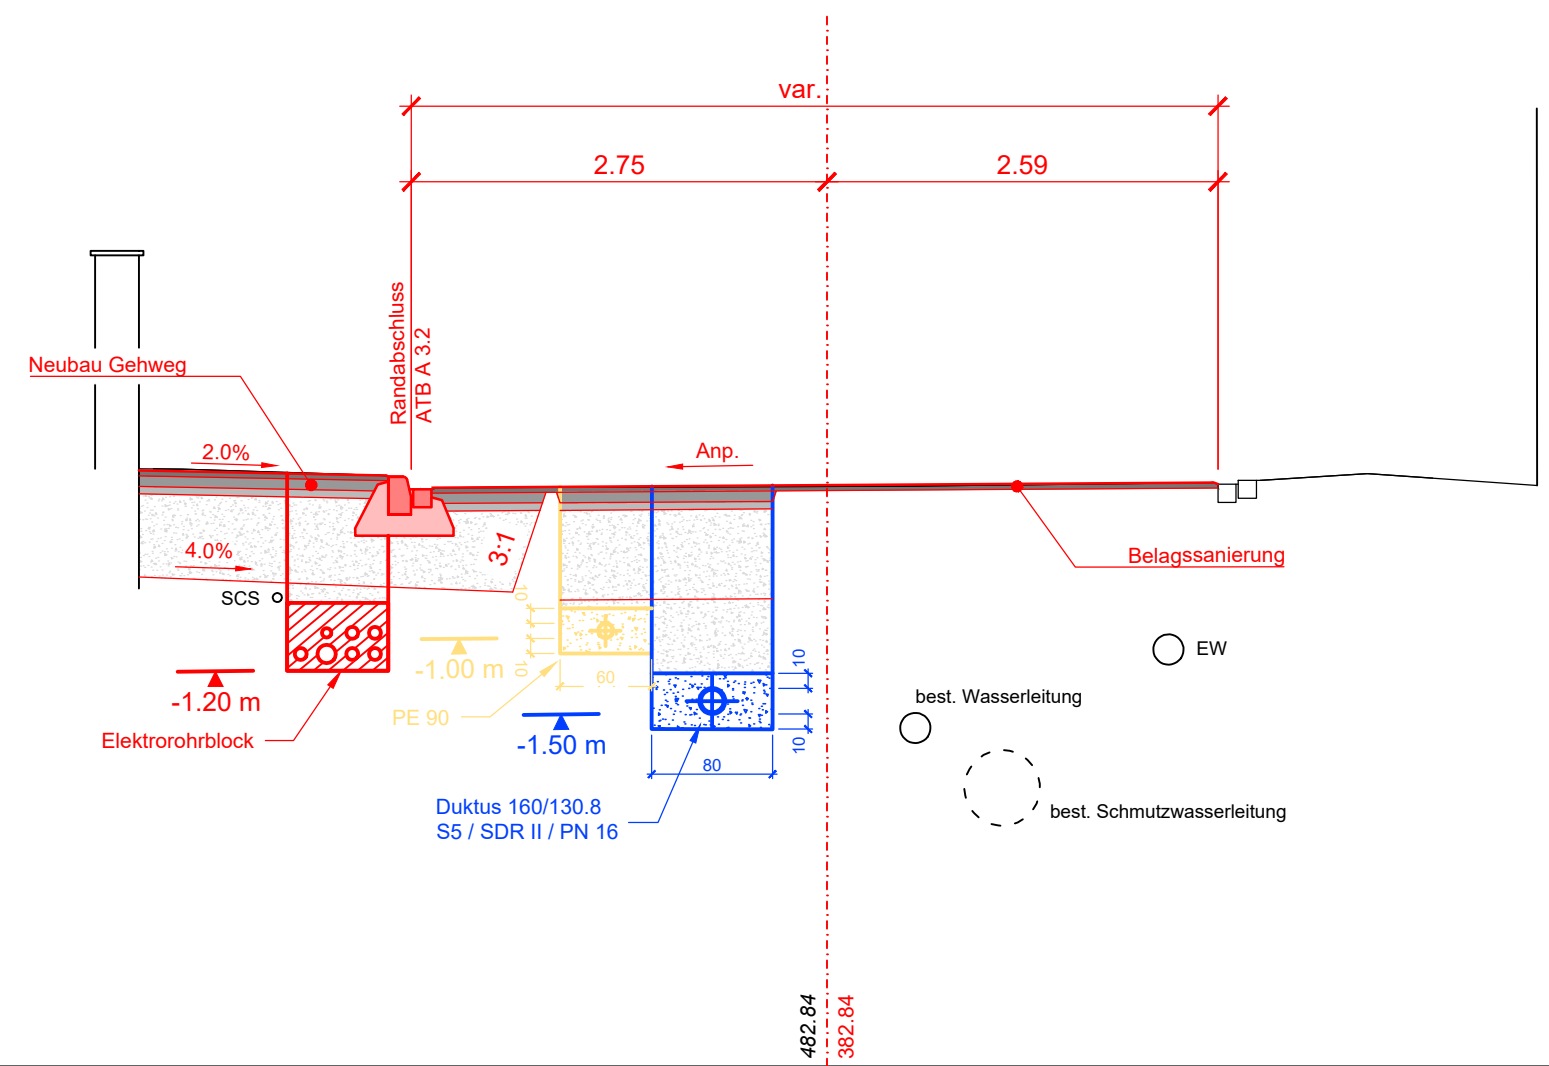 var.
2.75
2.59
Randabschluss
ATB A 3.2
Neubau Gehweg
2.0%
Anp.
4.0%
3:1
Belagssanierung
SCS
10
10
-1.00 m
60
-1.20 m
PE 90
Elektrorohrblock
-1.50 m
10
10
80
EW
best. Wasserleitung
best. Schmutzwasserleitung
Duktus 160/130.8
S5 / SDR II / PN 16
482.84
382.84